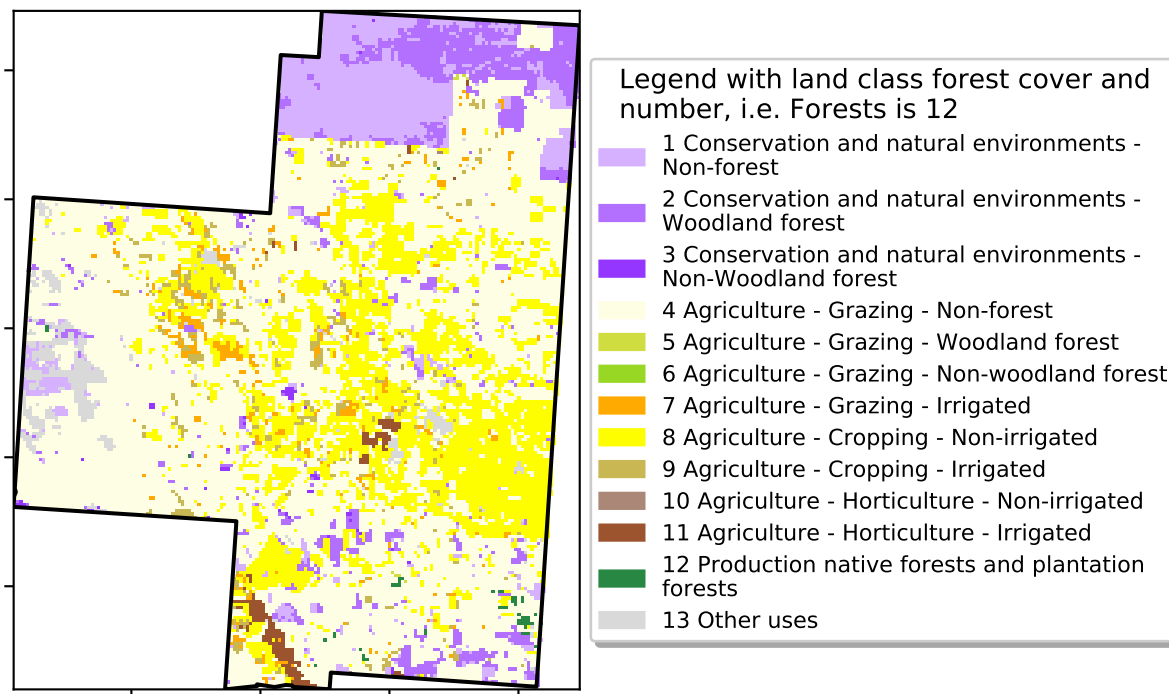 Legend with land class forest cover and
number, i.e. Forests is 12
1 Conservation and natural environments -
Non-forest
2 Conservation and natural environments -
Woodland forest
3 Conservation and natural environments -
Non-Woodland forest
4 Agriculture - Grazing - Non-forest
5 Agriculture - Grazing - Woodland forest
6 Agriculture - Grazing - Non-woodland forest
7 Agriculture - Grazing - Irrigated
8 Agriculture - Cropping - Non-irrigated
9 Agriculture - Cropping - Irrigated
10 Agriculture - Horticulture - Non-irrigated
11 Agriculture - Horticulture - Irrigated
12 Production native forests and plantation
forests
13 Other uses